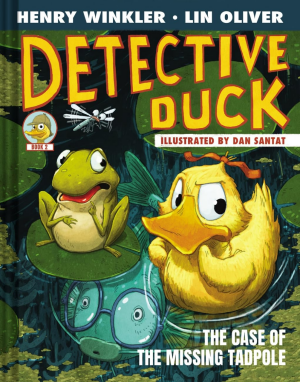 HENRY WINKLER • LIN OLIVER
DETECTIVE
DUCK
ILLUSTRATED BY DAN SANTAT
BOOK 2
THE CASE OF
THE MISSING TADPOLE